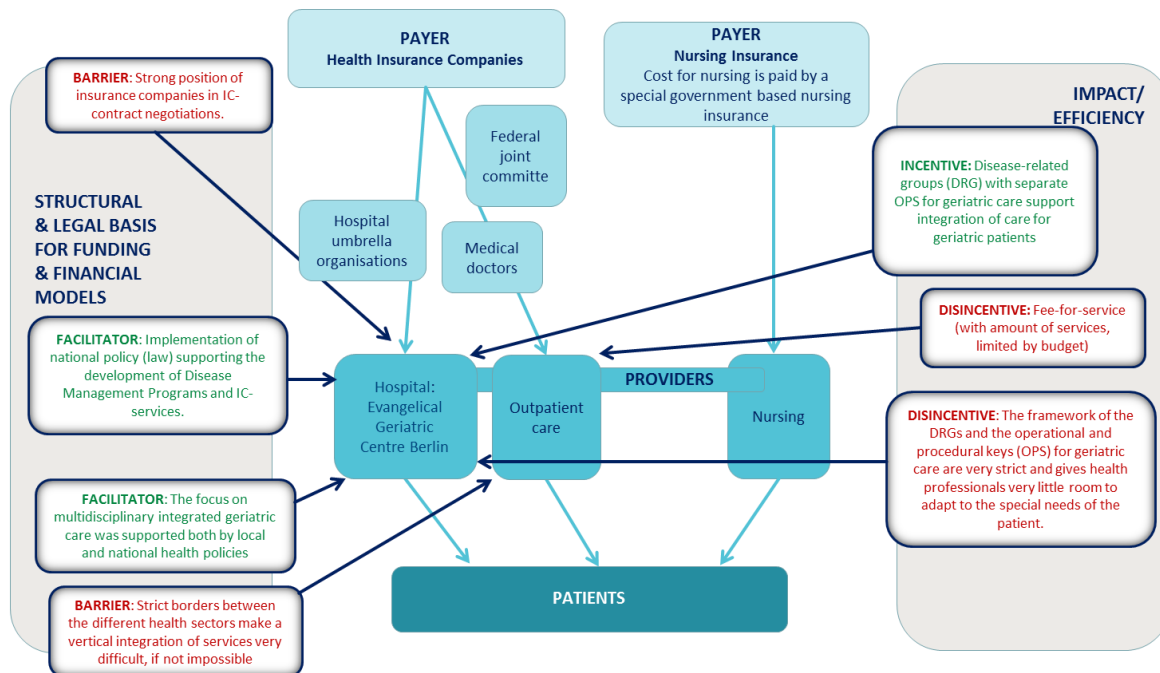 PAYER
Health Insurance Companies
PAYER
Nursing Insurance
Cost for nursing is paid by a
special government based nursing
insurance
BARRIER: Strong position of
insurance companies in IC-
contract negotiations.
IMPACT/
EFFICIENCY
Federal
joint
committe
INCENTIVE: Disease-related
groups (DRG) with separate
OPS for geriatric care support
integration of care for
geriatric patients
STRUCTURAL
& LEGAL BASIS
FOR FUNDING
& FINANCIAL
MODELS
Hospital
umbrella
organisations
Medical
doctors
FACILITATOR: Implementation of
national policy (law) supporting the
development of Disease
Management Programs and IC-
services.
DISINCENTIVE: Fee-for-service
(with amount of services,
limited by budget)
PROVIDERS
Hospital:
Evangelical
Geriatric
Centre Berlin
Outpatient
care
Nursing
DISINCENTIVE: The framework of the
DRGs and the operational and
procedural keys (OPS) for geriatric
care are very strict and gives health
professionals very little room to
adapt to the special needs of the
patient.
FACILITATOR: The focus on
multidisciplinary integrated geriatric
care was supported both by local
and national health policies
PATIENTS
BARRIER: Strict borders between
the different health sectors make a
vertical integration of services very
difficult, if not impossible